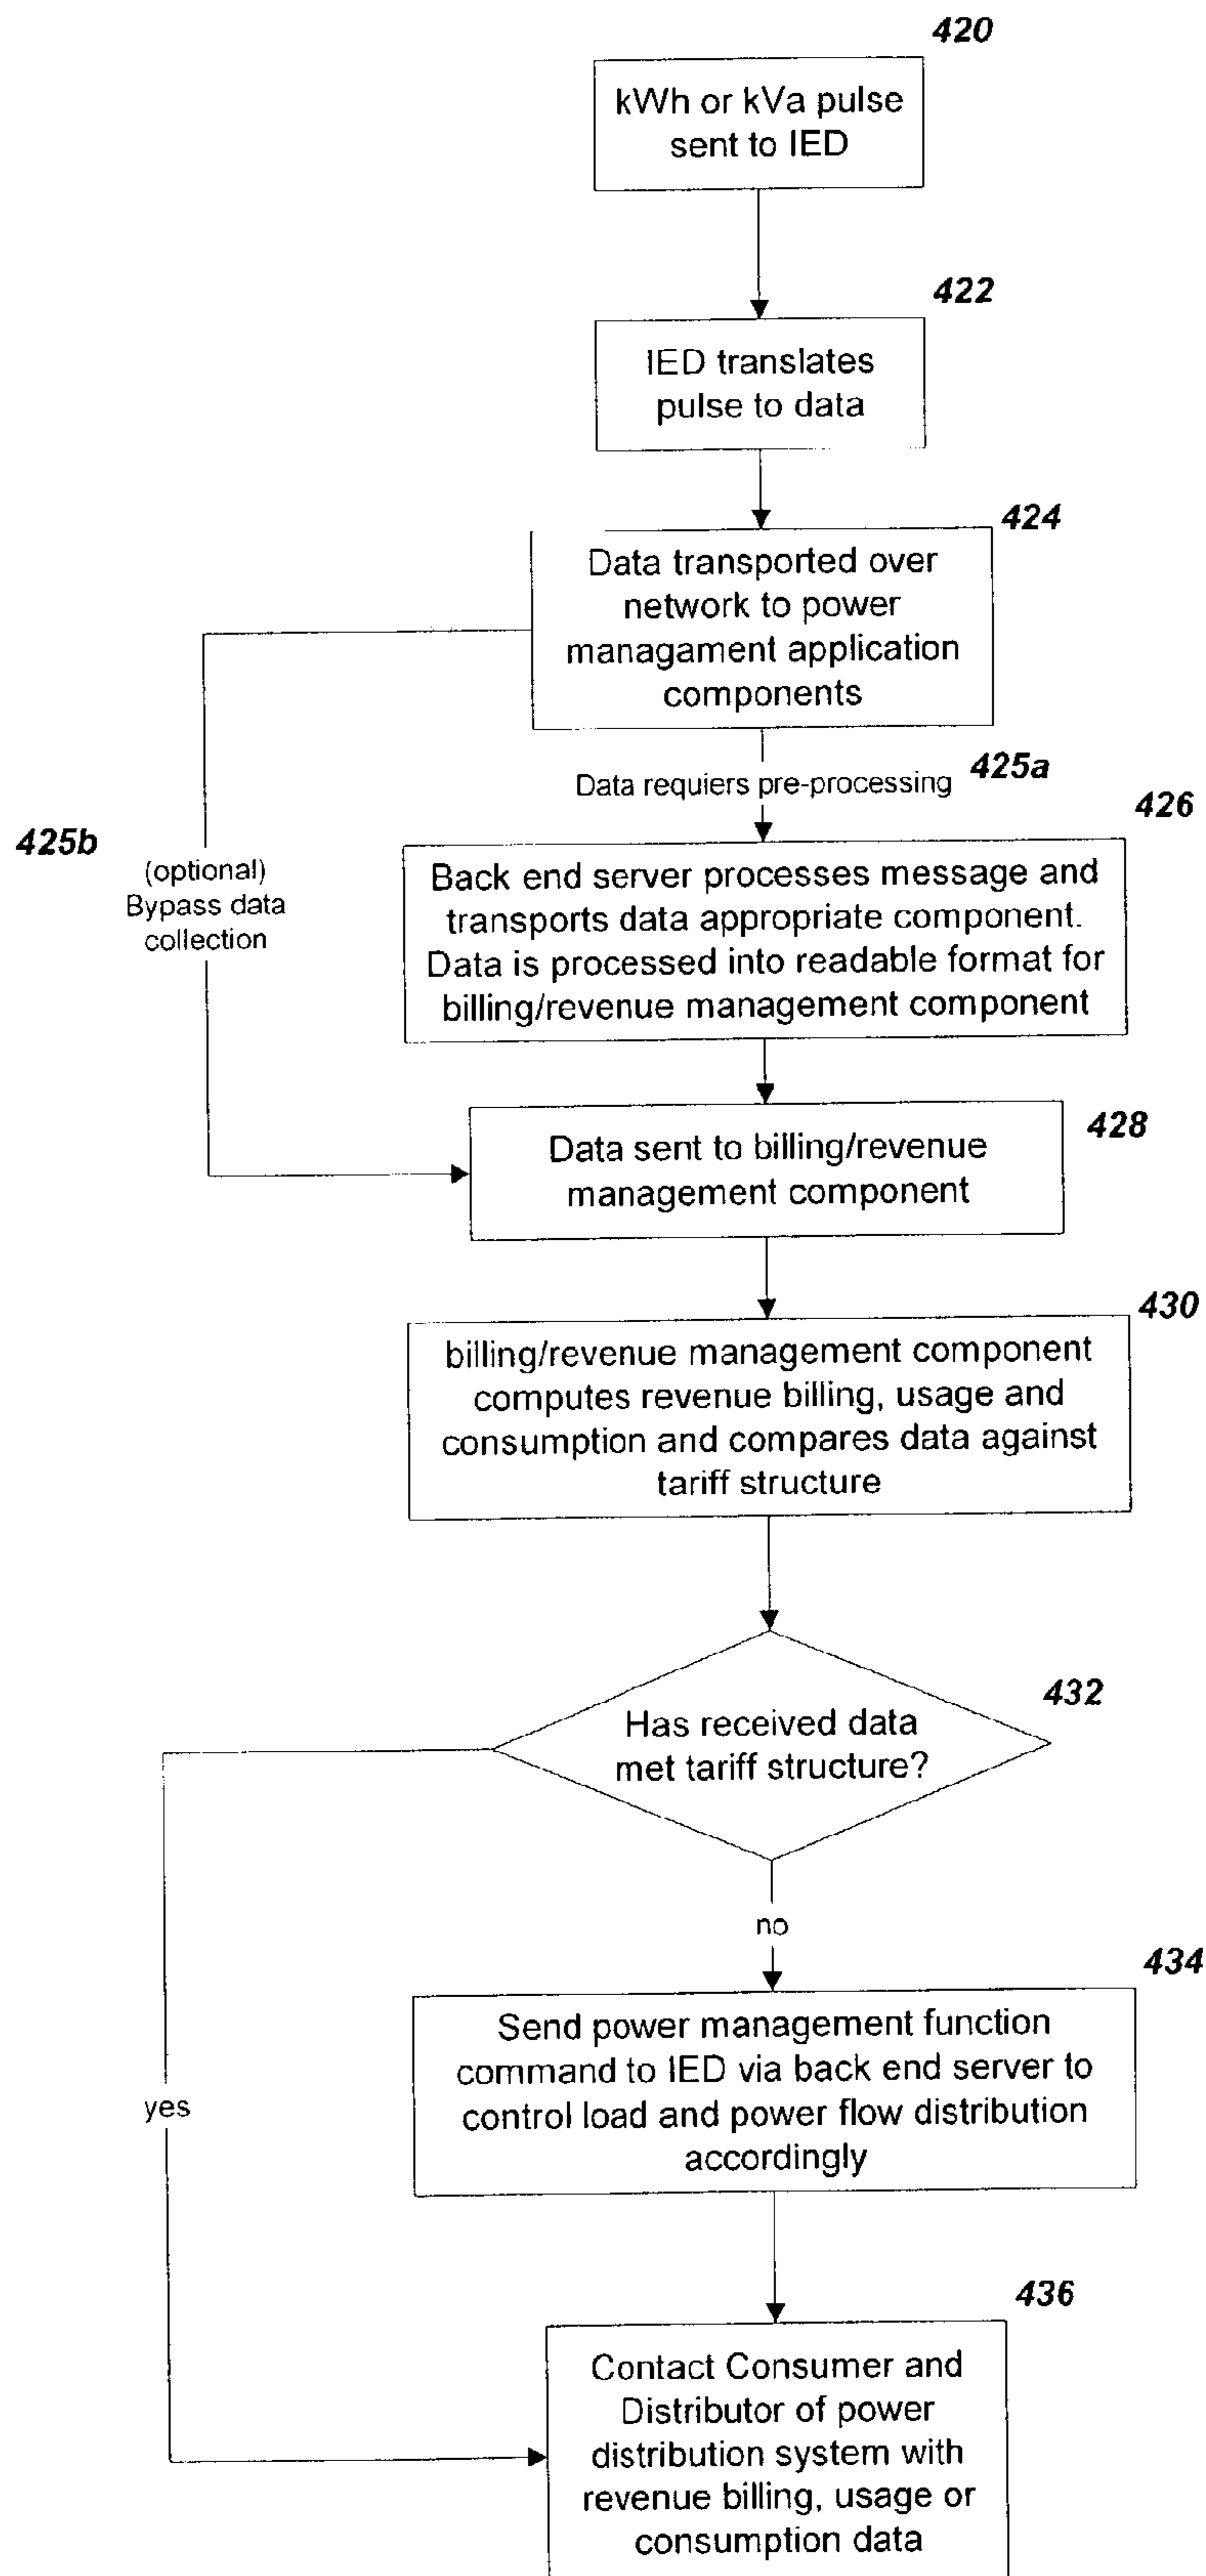 420
kWh or kVa pulse
sent to IED
422
IED translates
pulse to data
424
Data transported over
network to power
managament application
components
Data requiers pre-processing
425a
425b
(optional)
Bypass data
collection
426
Back end server processes message and
transports data appropriate component.
Data is processed into readable format for
billing/revenue management component
428
Data sent to billing/revenue
management component
430
billing/revenue management component
computes revenue billing, usage and
consumption and compares data against
tariff structure
432
Has received data
met tariff structure?
no
yes
434
Send power management function
command to IED via back end server to
control load and power flow distribution
accordingly
436
Contact Consumer and
Distributor of power
distribution system with
revenue billing, usage or
consumption data